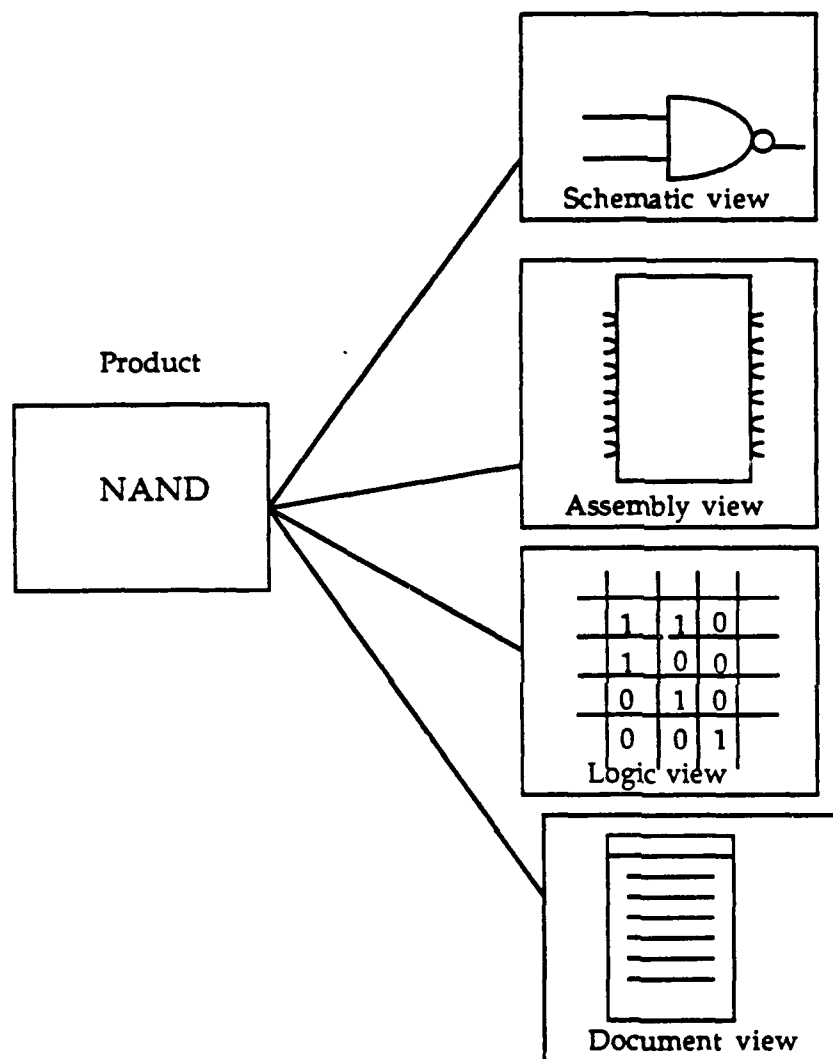 Schematic view
Assembly view
Product
NAND
1 1 0
1 0 0
0 1 0
0 0 1
Logic view
Document view